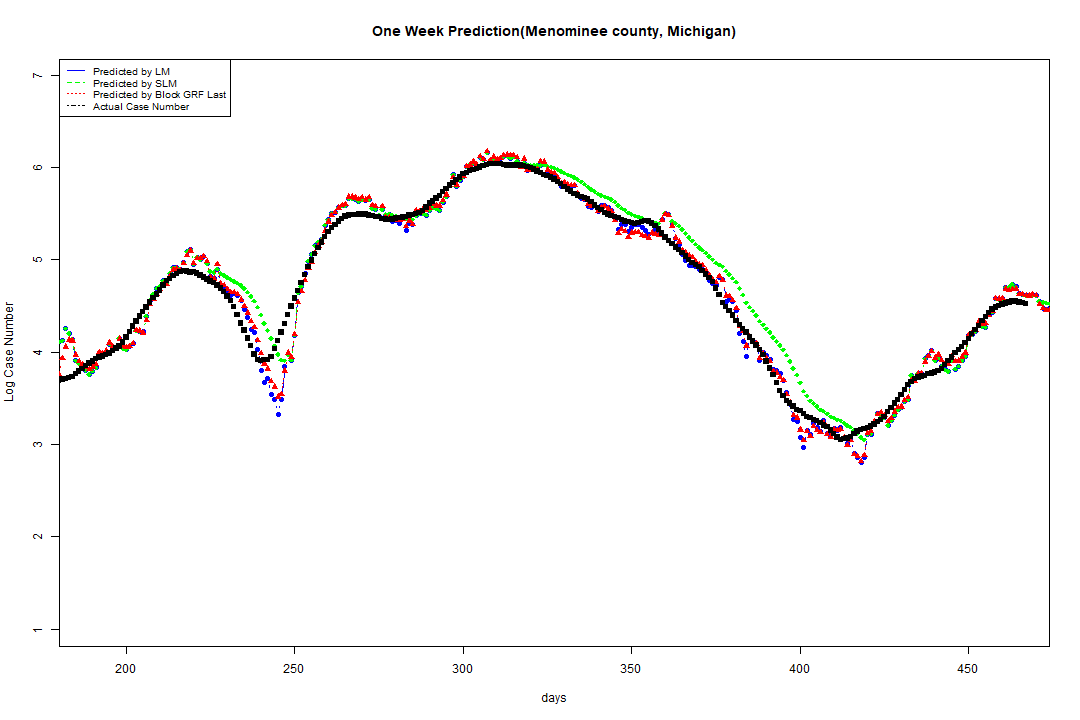 One Week Prediction(Menominee county, Michigan)
Predicted by LM
Predicted by SLM
Predicted by Block GRF Last
Actual Case Number
7
6
5
4
3
2
1
Log Case Number
200 250 300 350 400 450
days